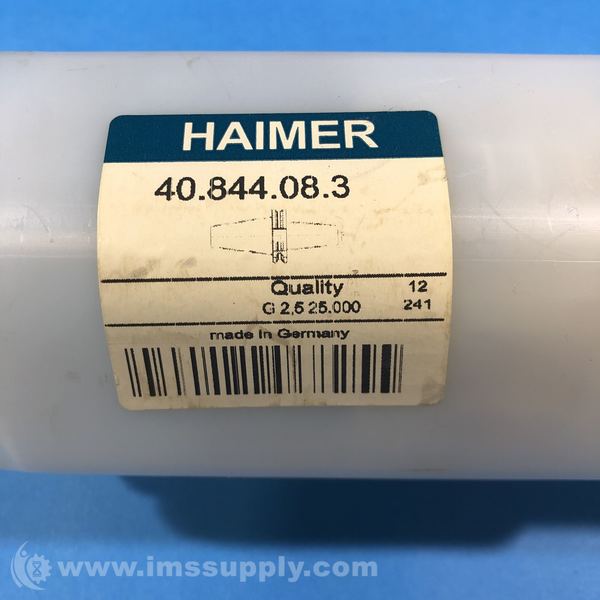 HAIMER
40.844.08.3
Quality 12
G 2,5 25.000 241
made in Germany
www.imssupply.com